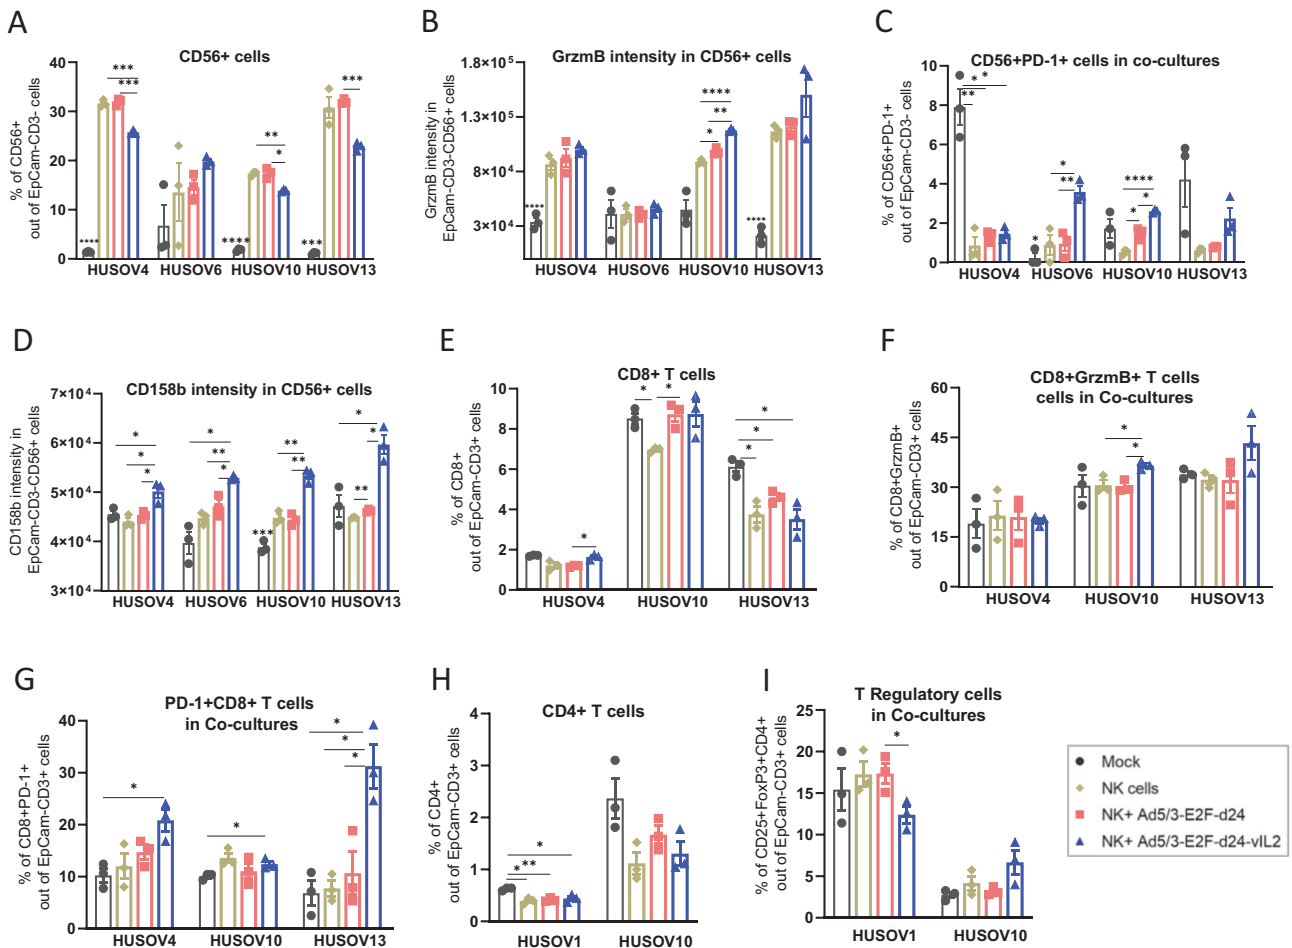 A
CD56+ cells
% of CD56+
out of EpCam-CD3- cells
40
30
20
10
0
****
***
***
****
**
*
***
***
HUSOV4 HUSOV6 HUSOV10 HUSOV13
B
GrzmB intensity in CD56+ cells
GrzmB intensity in
EpCam-CD3-CD56+ cells
1.8×10⁵
1.3×10⁵
8×10⁴
3×10⁴
****
****
**
*
****
HUSOV4 HUSOV6 HUSOV10 HUSOV13
C
CD56+PD-1+ cells in co-cultures
% of CD56+PD-1+
out of EpCam-CD3- cells
10
8
6
4
2
0
*
*
**
*
*
**
****
*
*
HUSOV4 HUSOV6 HUSOV10 HUSOV13
D
CD158b intensity in CD56+ cells
CD158b intensity in
EpCam-CD3-CD56+ cells
7×10⁴
6×10⁴
5×10⁴
4×10⁴
3×10⁴
*
*
*
*
**
*
***
**
**
*
*
**
HUSOV4 HUSOV6 HUSOV10 HUSOV13
E
CD8+ T cells
% of CD8+
out of EpCam-CD3+ cells
10
8
6
4
2
0
*
*
*
*
*
*
HUSOV4 HUSOV10 HUSOV13
F
CD8+GrzmB+ T cells
cells in Co-cultures
% of CD8+GrzmB+
out of EpCam-CD3+ cells
60
45
30
15
0
*
*
HUSOV4 HUSOV10 HUSOV13
G
PD-1+CD8+ T cells
in Co-cultures
% of CD8+PD-1+
out of EpCam-CD3+ cells
40
30
20
10
0
*
*
*
*
*
HUSOV4 HUSOV10 HUSOV13
H
CD4+ T cells
% of CD4+
out of EpCam-CD3+ cells
4
3
2
1
0
*
*
**
HUSOV1 HUSOV10
I
T Regulatory cells
in Co-cultures
% of CD25+FoxP3+CD4+
out of EpCam-CD3+ cells
25
20
15
10
5
0
*
HUSOV1 HUSOV10
Mock
NK cells
NK+ Ad5/3-E2F-d24
NK+ Ad5/3-E2F-d24-vIL2